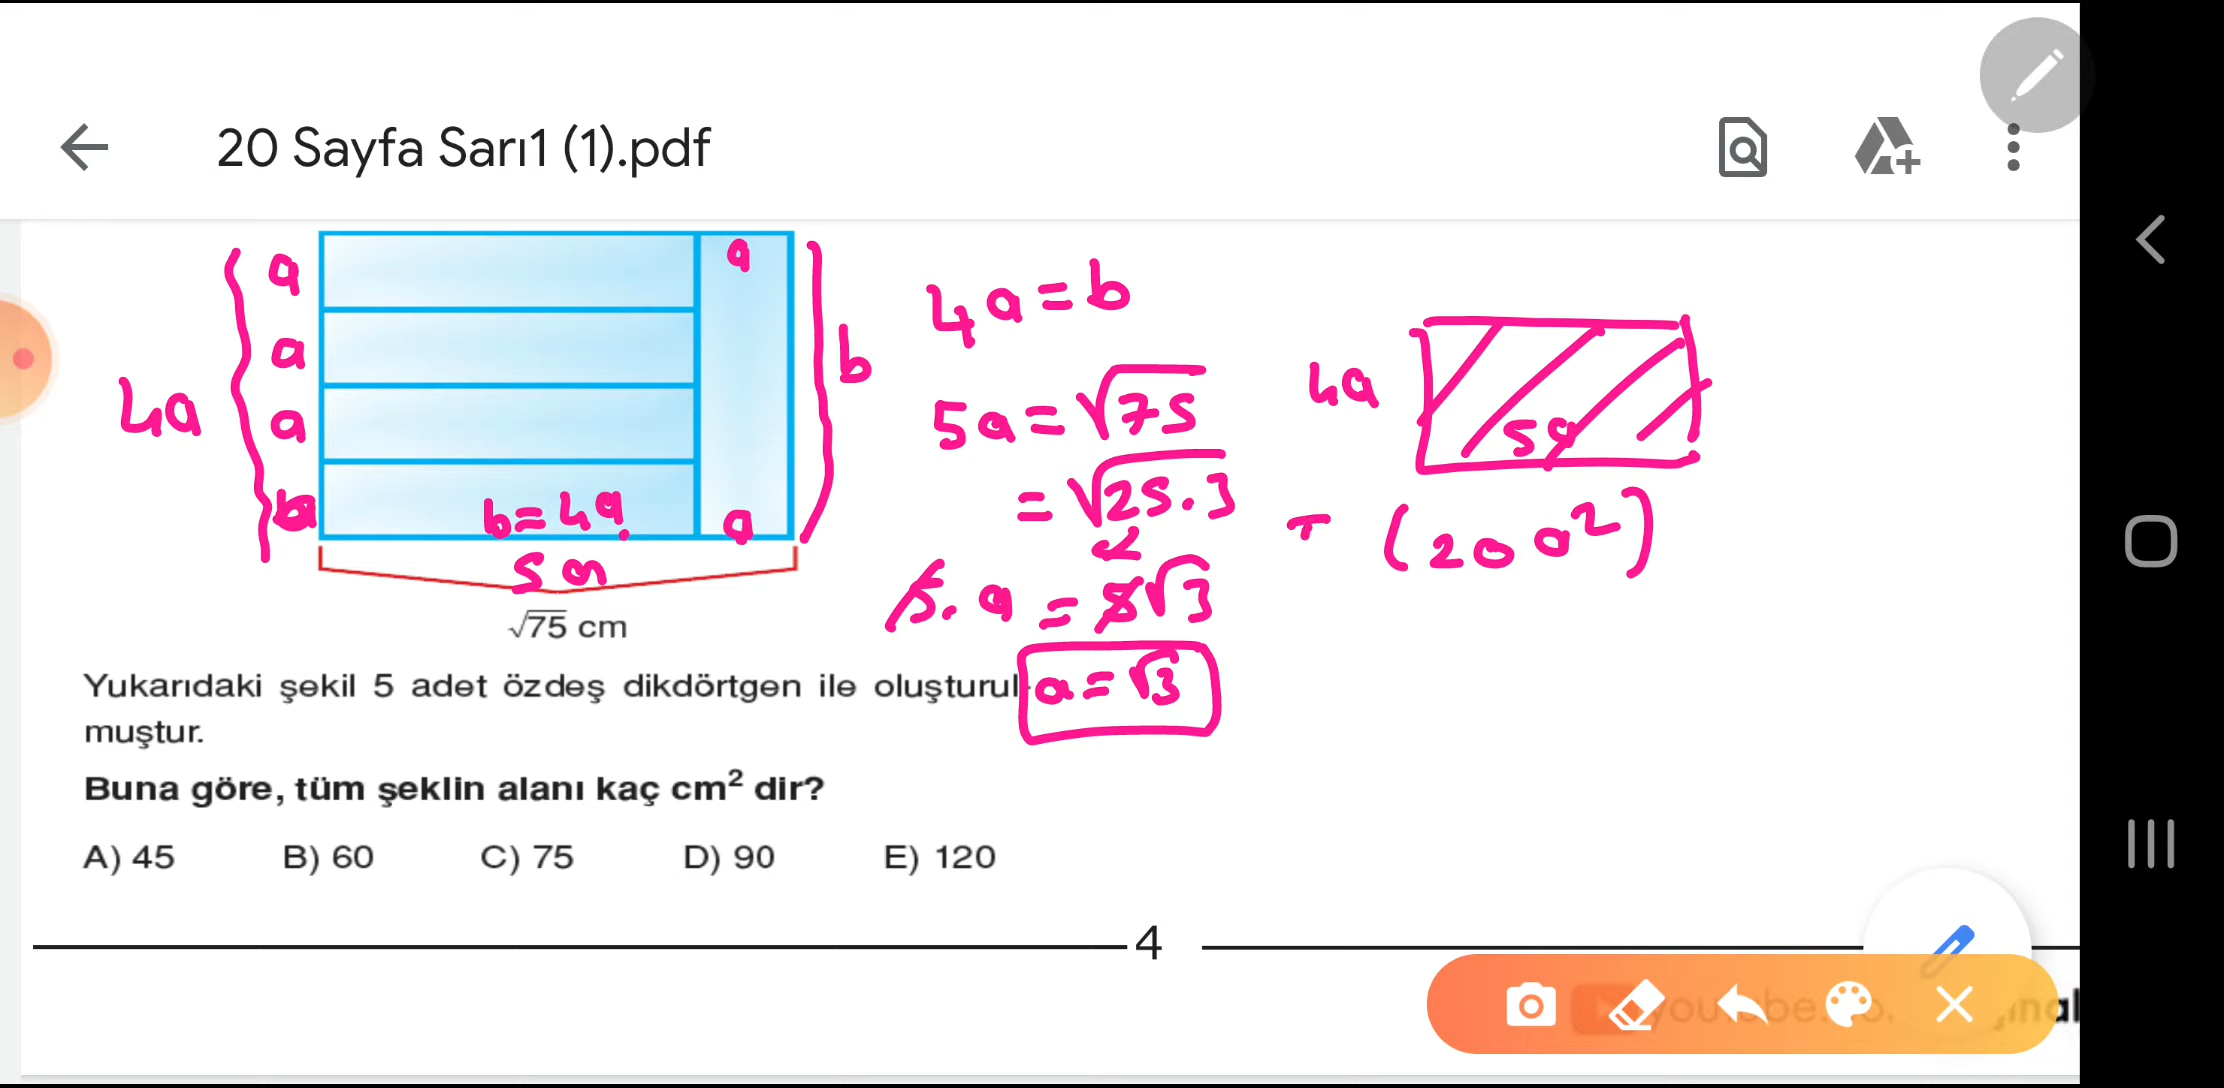 20 Sayfa Sarı1 (1).pdf
a
a
a
a
4a
a
b
b=4a
a
5a
√75 cm
4a=b
5a=√75
=√25.3
5.a=5√3
a=√3
4a
5a
= (20a²)
Yukarıdaki şekil 5 adet özdeş dikdörtgen ile oluşturul-
muştur.
Buna göre, tüm şeklin alanı kaç cm² dir?
A) 45 B) 60 C) 75 D) 90 E) 120
4